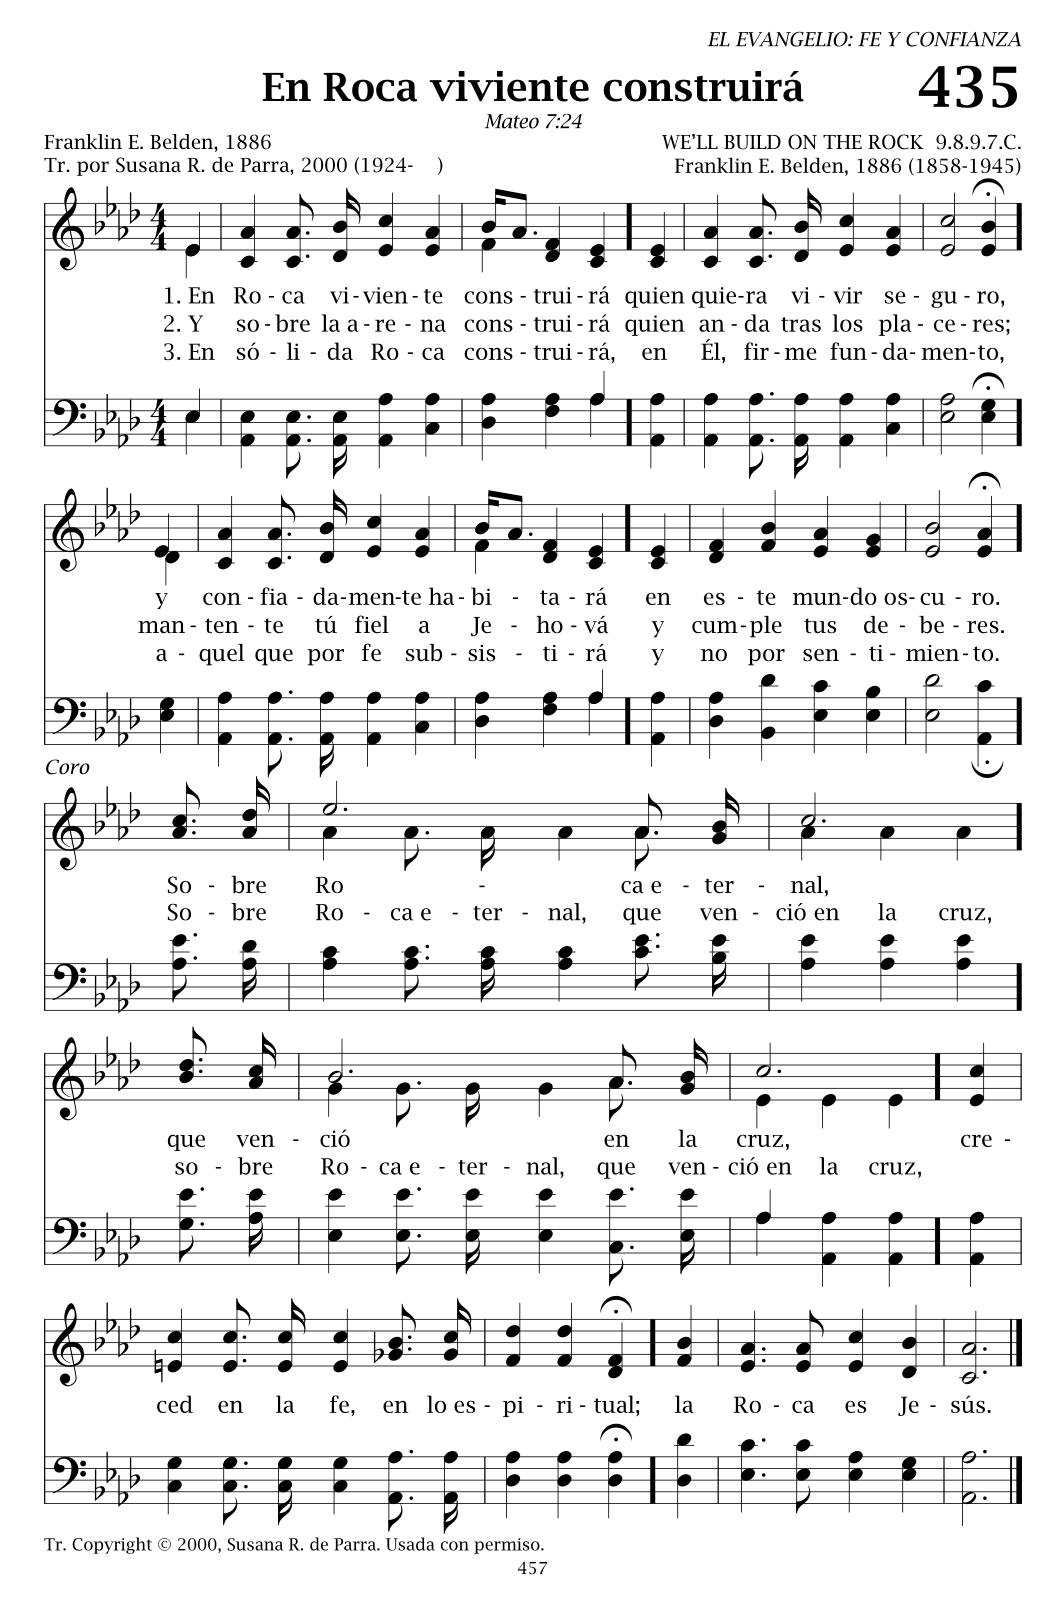 EL EVANGELIO: FE Y CONFIANZA
En Roca viviente construirá 435
Mateo 7:24
Franklin E. Belden, 1886 WE'LL BUILD ON THE ROCK 9.8.9.7.C.
Tr. por Susana R. de Parra, 2000 (1924- ) Franklin E. Belden, 1886 (1858-1945)
1. En Ro - ca vi - vien - te cons - trui - rá quien quie - ra vi - vir se - gu - ro,
2. Y so - bre la a - re - na cons - trui - rá quien an - da tras los pla - ce - res;
3. En só - li - da Ro - ca cons - trui - rá, en Él, fir - me fun - da - men - to,
y con - fia - da - men - te ha - bi - ta - rá en es - te mun - do os - cu - ro.
man - ten - te tú fiel a Je - ho - vá y cum - ple tus de - be - res.
a - quel que por fe sub - sis - ti - rá y no por sen - ti - mien - to.
Coro
So - bre Ro - ca e - ter - nal,
So - bre Ro - ca e - ter - nal, que ven - ció en la cruz,
que ven - ció en la cruz, cre -
so - bre Ro - ca e - ter - nal, que ven - ció en la cruz,
ced en la fe, en lo es - pi - ri - tual; la Ro - ca es Je - sús.
Tr. Copyright © 2000, Susana R. de Parra. Usada con permiso.
457